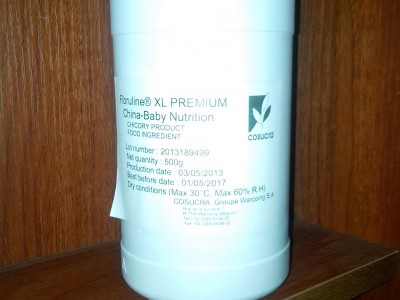 Fibruline® XL PREMIUM
China-Baby Nutrition
CHICORY PRODUCT
FOOD INGREDIENT
cosucra
Lot number : 2013189499
Net quantity : 500g
Production date : 03/05/2013
Best before date : 01/05/2017
Dry conditions (Max 30°C, Max 60% R.H)
COSUCRA Groupe Warcoing S.A.